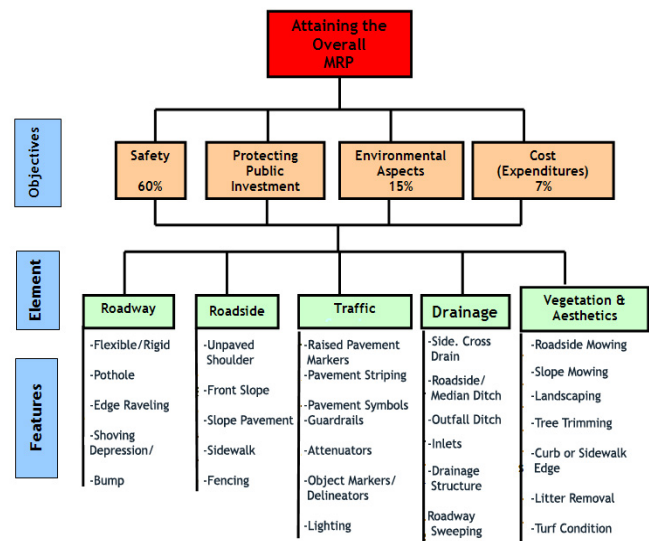 Attaining the
Overall
MRP
Objectives
Safety
60%
Protecting
Public
Investment
Environmental
Aspects
15%
Cost
(Expenditures)
7%
Element
Roadway
Roadside
Traffic
Drainage
Vegetation &
Aesthetics
Features
-Flexible/Rigid
-Pothole
-Edge Raveling
-Shoving
Depression/
-Bump
-Unpaved
Shoulder
-Front Slope
-Slope Pavement
-Sidewalk
-Fencing
-Raised Pavement
Markers
-Pavement Striping
-Pavement Symbols
-Guardrails
-Attenuators
-Object Markers/
Delineators
-Lighting
-Side. Cross
Drain
-Roadside/
Median Ditch
-Outfall Ditch
-Inlets
-Drainage
Structure
Roadway
Sweeping
-Roadside Mowing
-Slope Mowing
-Landscaping
-Tree Trimming
-Curb or Sidewalk
Edge
s
-Litter Removal
-Turf Condition